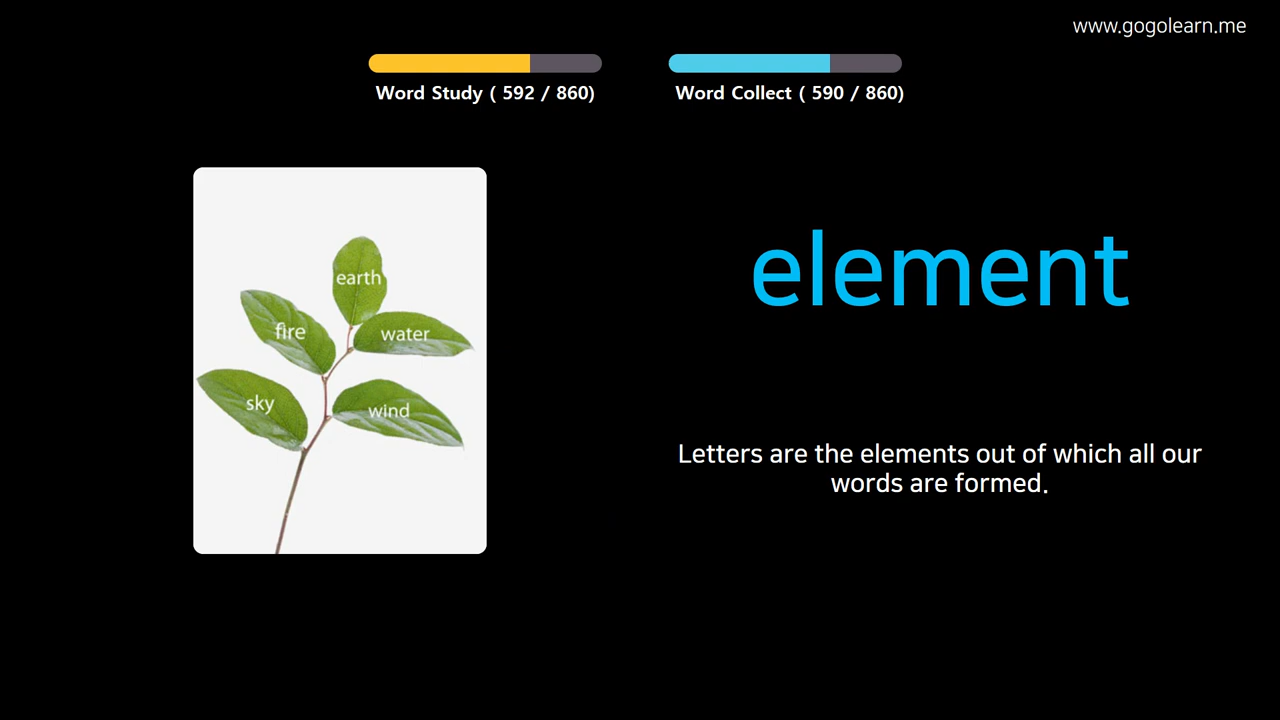 www.gogolearn.me
Word Study ( 592 / 860)
Word Collect ( 590 / 860)
earth
fire
water
sky
wind
element
Letters are the elements out of which all our
words are formed.